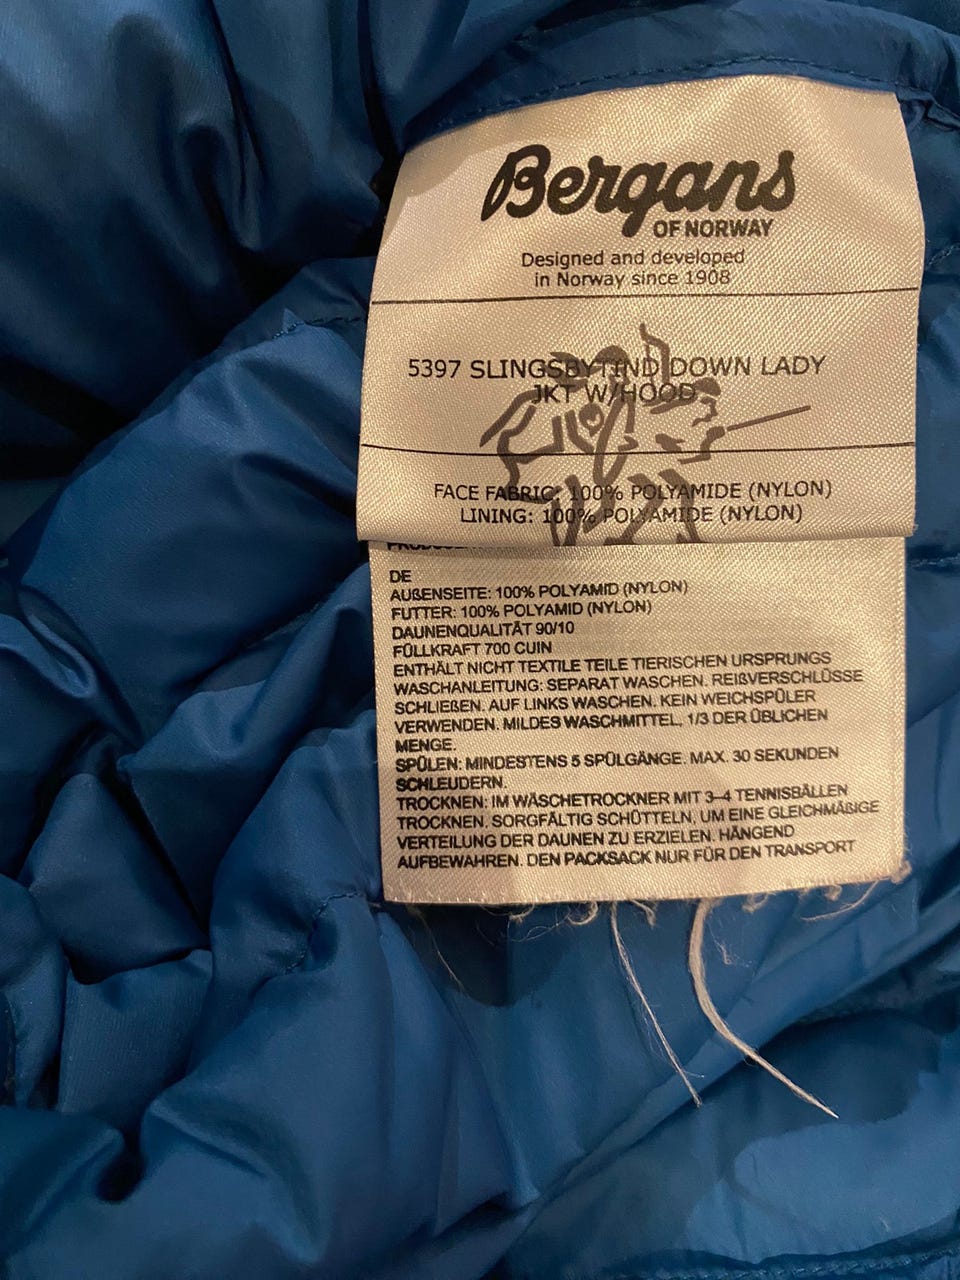 Bergans
OF NORWAY
Designed and developed
in Norway since 1908
5397 SLINGSBYTIND DOWN LADY
JKT W/HOOD
FACE FABRIC: 100% POLYAMIDE (NYLON)
LINING: 100% POLYAMIDE (NYLON)
DE
AUßENSEITE: 100% POLYAMID (NYLON)
FUTTER: 100% POLYAMID (NYLON)
DAUNENQUALITÄT 90/10
FÜLLKRAFT 700 CUIN
ENTHÄLT NICHT TEXTILE TEILE TIERISCHEN URSPRUNGS
WASCHANLEITUNG: SEPARAT WASCHEN. REIßVERSCHLÜSSE
SCHLIEßEN. AUF LINKS WASCHEN. KEIN WEICHSPÜLER
VERWENDEN. MILDES WASCHMITTEL, 1/3 DER ÜBLICHEN
MENGE.
SPÜLEN: MINDESTENS 5 SPÜLGÄNGE. MAX. 30 SEKUNDEN
SCHLEUDERN.
TROCKNEN: IM WÄSCHETROCKNER MIT 3–4 TENNISBÄLLEN
TROCKNEN. SORGFÄLTIG SCHÜTTELN, UM EINE GLEICHMÄßIGE
VERTEILUNG DER DAUNEN ZU ERZIELEN. HÄNGEND
AUFBEWAHREN. DEN PACKSACK NUR FÜR DEN TRANSPORT